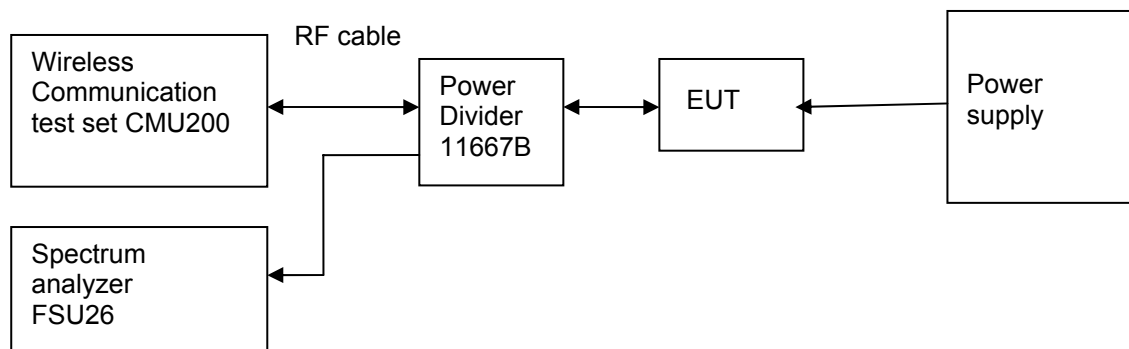 RF cable
Wireless
Communication
test set CMU200
Power
Divider
11667B
EUT
Power
supply
Spectrum
analyzer
FSU26